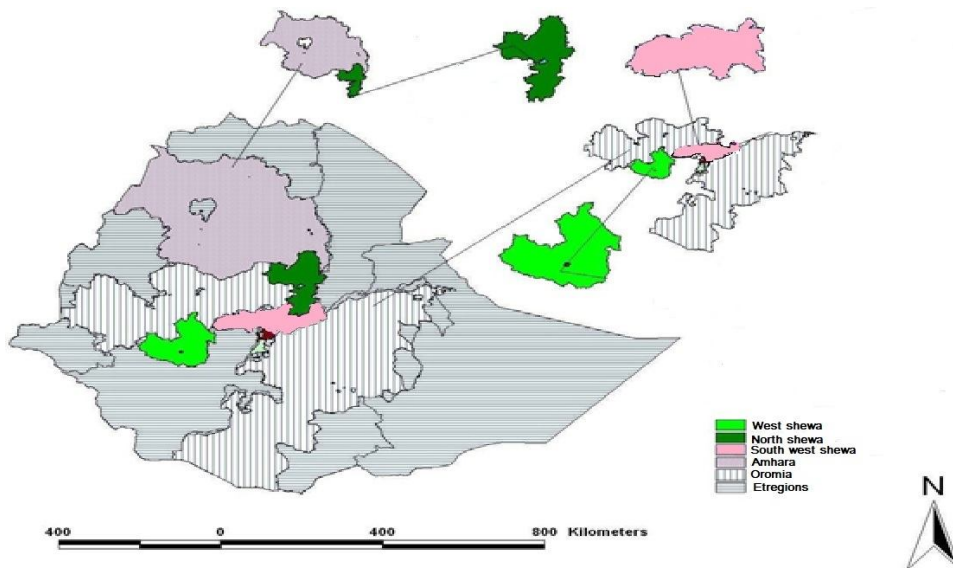 West shewa
North shewa
South west shewa
Amhara
Oromia
Etregions
N
400 0 400 800 Kilometers